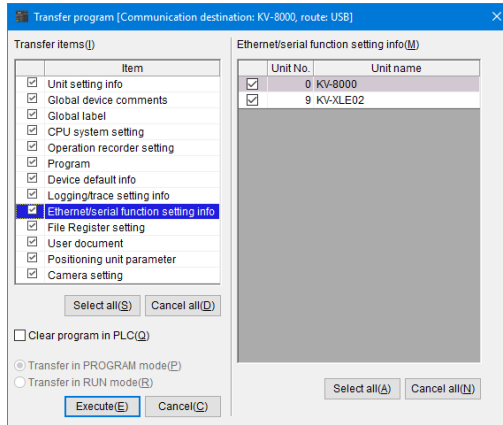 Transfer program [Communication destination: KV-8000, route: USB]
Transfer items(I)
Item
Unit setting info
Global device comments
Global label
CPU system setting
Operation recorder setting
Program
Device default info
Logging/trace setting info
Ethernet/serial function setting info
File Register setting
User document
Positioning unit parameter
Camera setting
Select all(S) Cancel all(D)
Clear program in PLC(Q)
Transfer in PROGRAM mode(P)
Transfer in RUN mode(R)
Execute(E) Cancel(C)
Ethernet/serial function setting info(M)
Unit No. Unit name
0 KV-8000
9 KV-XLE02
Select all(A) Cancel all(N)